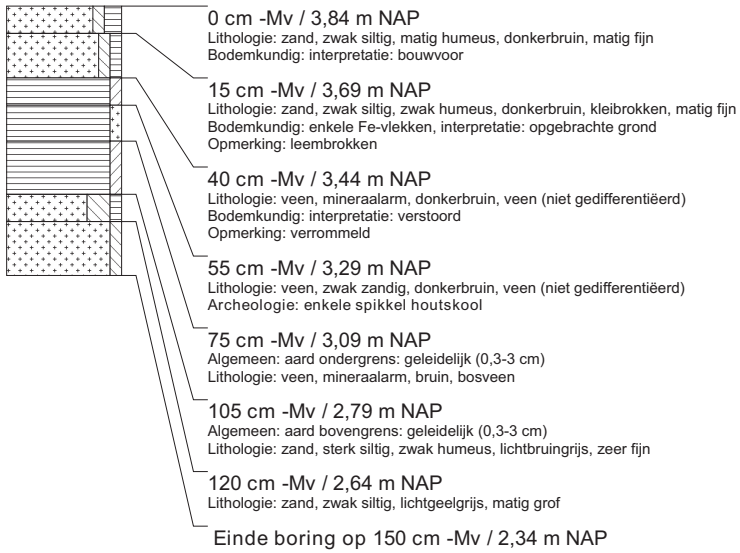 0 cm -Mv / 3,84 m NAP
Lithologie: zand, zwak siltig, matig humeus, donkerbruin, matig fijn
Bodemkundig: interpretatie: bouwvoor
15 cm -Mv / 3,69 m NAP
Lithologie: zand, zwak siltig, zwak humeus, donkerbruin, kleibrokken, matig fijn
Bodemkundig: enkele Fe-vlekken, interpretatie: opgebrachte grond
Opmerking: leembrokken
40 cm -Mv / 3,44 m NAP
Lithologie: veen, mineraalarm, donkerbruin, veen (niet gedifferentiëerd)
Bodemkundig: interpretatie: verstoord
Opmerking: verrommeld
55 cm -Mv / 3,29 m NAP
Lithologie: veen, zwak zandig, donkerbruin, veen (niet gedifferentiëerd)
Archeologie: enkele spikkel houtskool
75 cm -Mv / 3,09 m NAP
Algemeen: aard ondergrens: geleidelijk (0,3-3 cm)
Lithologie: veen, mineraalarm, bruin, bosveen
105 cm -Mv / 2,79 m NAP
Algemeen: aard bovengrens: geleidelijk (0,3-3 cm)
Lithologie: zand, sterk siltig, zwak humeus, lichtbruingrijs, zeer fijn
120 cm -Mv / 2,64 m NAP
Lithologie: zand, zwak siltig, lichtgeelgrijs, matig grof
Einde boring op 150 cm -Mv / 2,34 m NAP